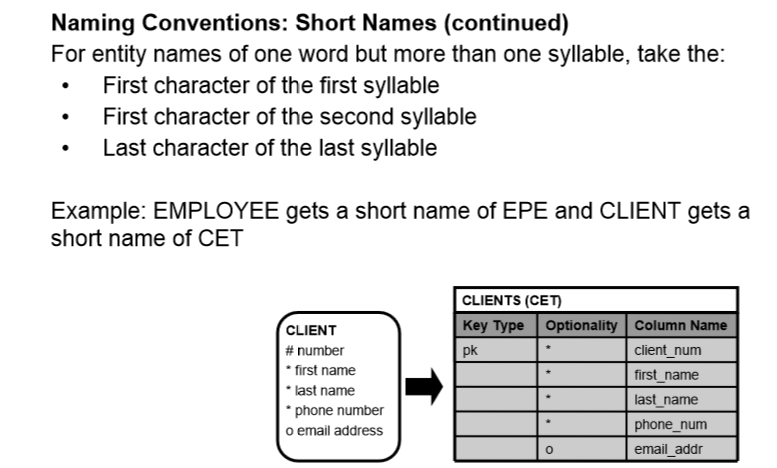 Naming Conventions: Short Names (continued)
For entity names of one word but more than one syllable, take the:
• First character of the first syllable
• First character of the second syllable
• Last character of the last syllable
Example: EMPLOYEE gets a short name of EPE and CLIENT gets a
short name of CET
CLIENT
# number
* first name
* last name
* phone number
o email address
CLIENTS (CET)
Key Type Optionality Column Name
pk * client_num
* first_name
* last_name
* phone_num
o email_addr